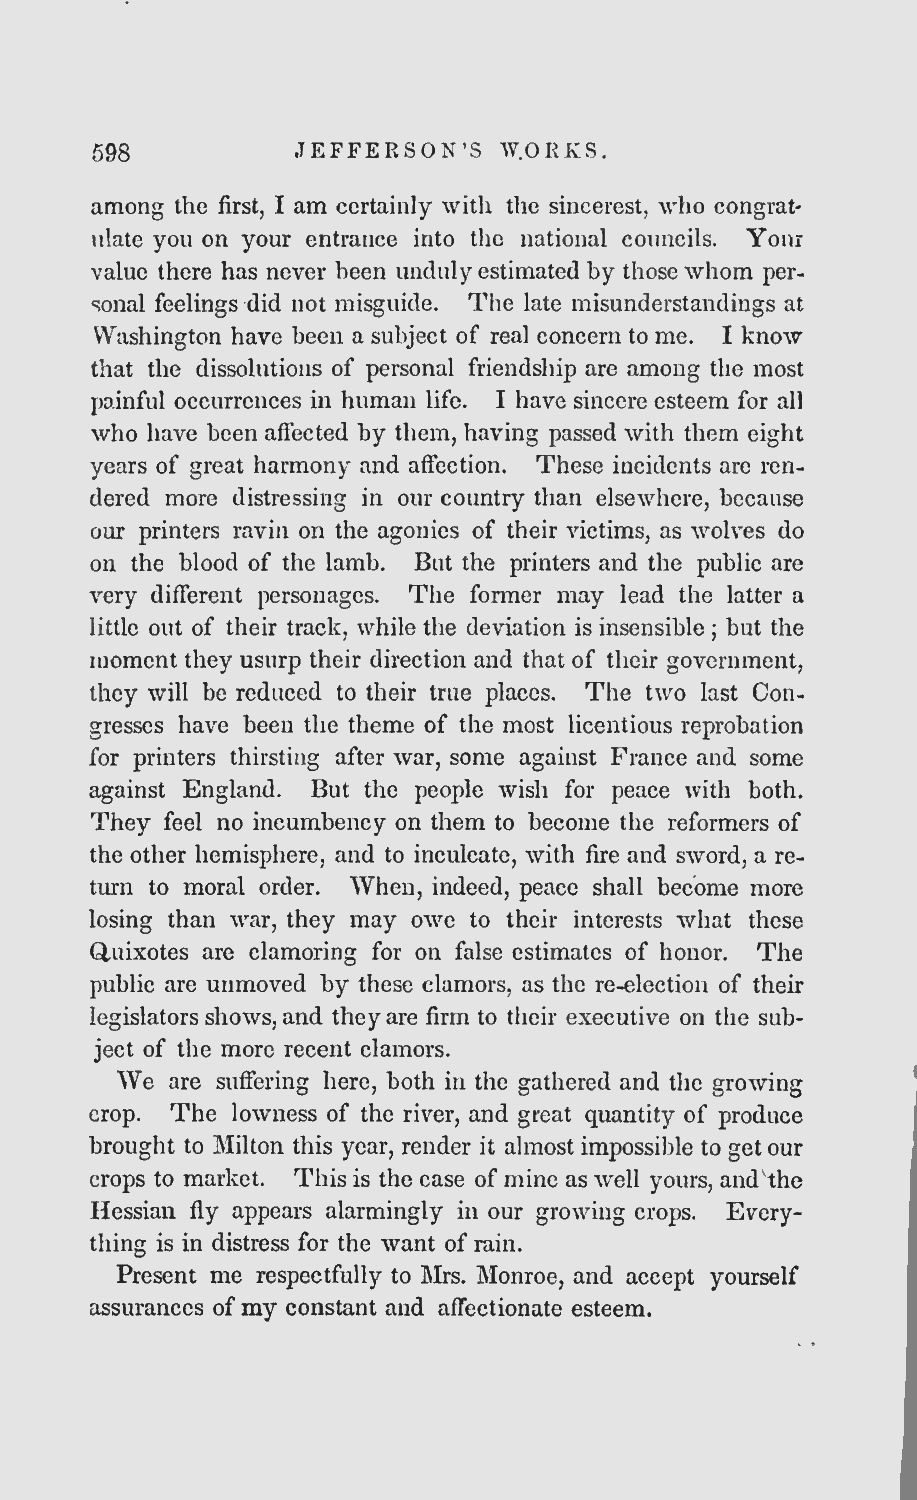 598 JEFFERSON'S WORKS.
among the first, I am certainly with the sincerest, who congrat-
ulate you on your entrance into the national councils. Your
value there has never been unduly estimated by those whom per-
sonal feelings did not misguide. The late misunderstandings at
Washington have been a subject of real concern to me. I know
that the dissolutions of personal friendship are among the most
painful occurrences in human life. I have sincere esteem for all
who have been affected by them, having passed with them eight
years of great harmony and affection. These incidents are ren-
dered more distressing in our country than elsewhere, because
our printers ravin on the agonies of their victims, as wolves do
on the blood of the lamb. But the printers and the public are
very different personages. The former may lead the latter a
little out of their track, while the deviation is insensible; but the
moment they usurp their direction and that of their government,
they will be reduced to their true places. The two last Con-
gresses have been the theme of the most licentious reprobation
for printers thirsting after war, some against France and some
against England. But the people wish for peace with both.
They feel no incumbency on them to become the reformers of
the other hemisphere, and to inculcate, with fire and sword, a re-
turn to moral order. When, indeed, peace shall become more
losing than war, they may owe to their interests what these
Quixotes are clamoring for on false estimates of honor. The
public are unmoved by these clamors, as the re-election of their
legislators shows, and they are firm to their executive on the sub-
ject of the more recent clamors.
We are suffering here, both in the gathered and the growing
crop. The lowness of the river, and great quantity of produce
brought to Milton this year, render it almost impossible to get our
crops to market. This is the case of mine as well yours, and the
Hessian fly appears alarmingly in our growing crops. Every-
thing is in distress for the want of rain.
Present me respectfully to Mrs. Monroe, and accept yourself
assurances of my constant and affectionate esteem.